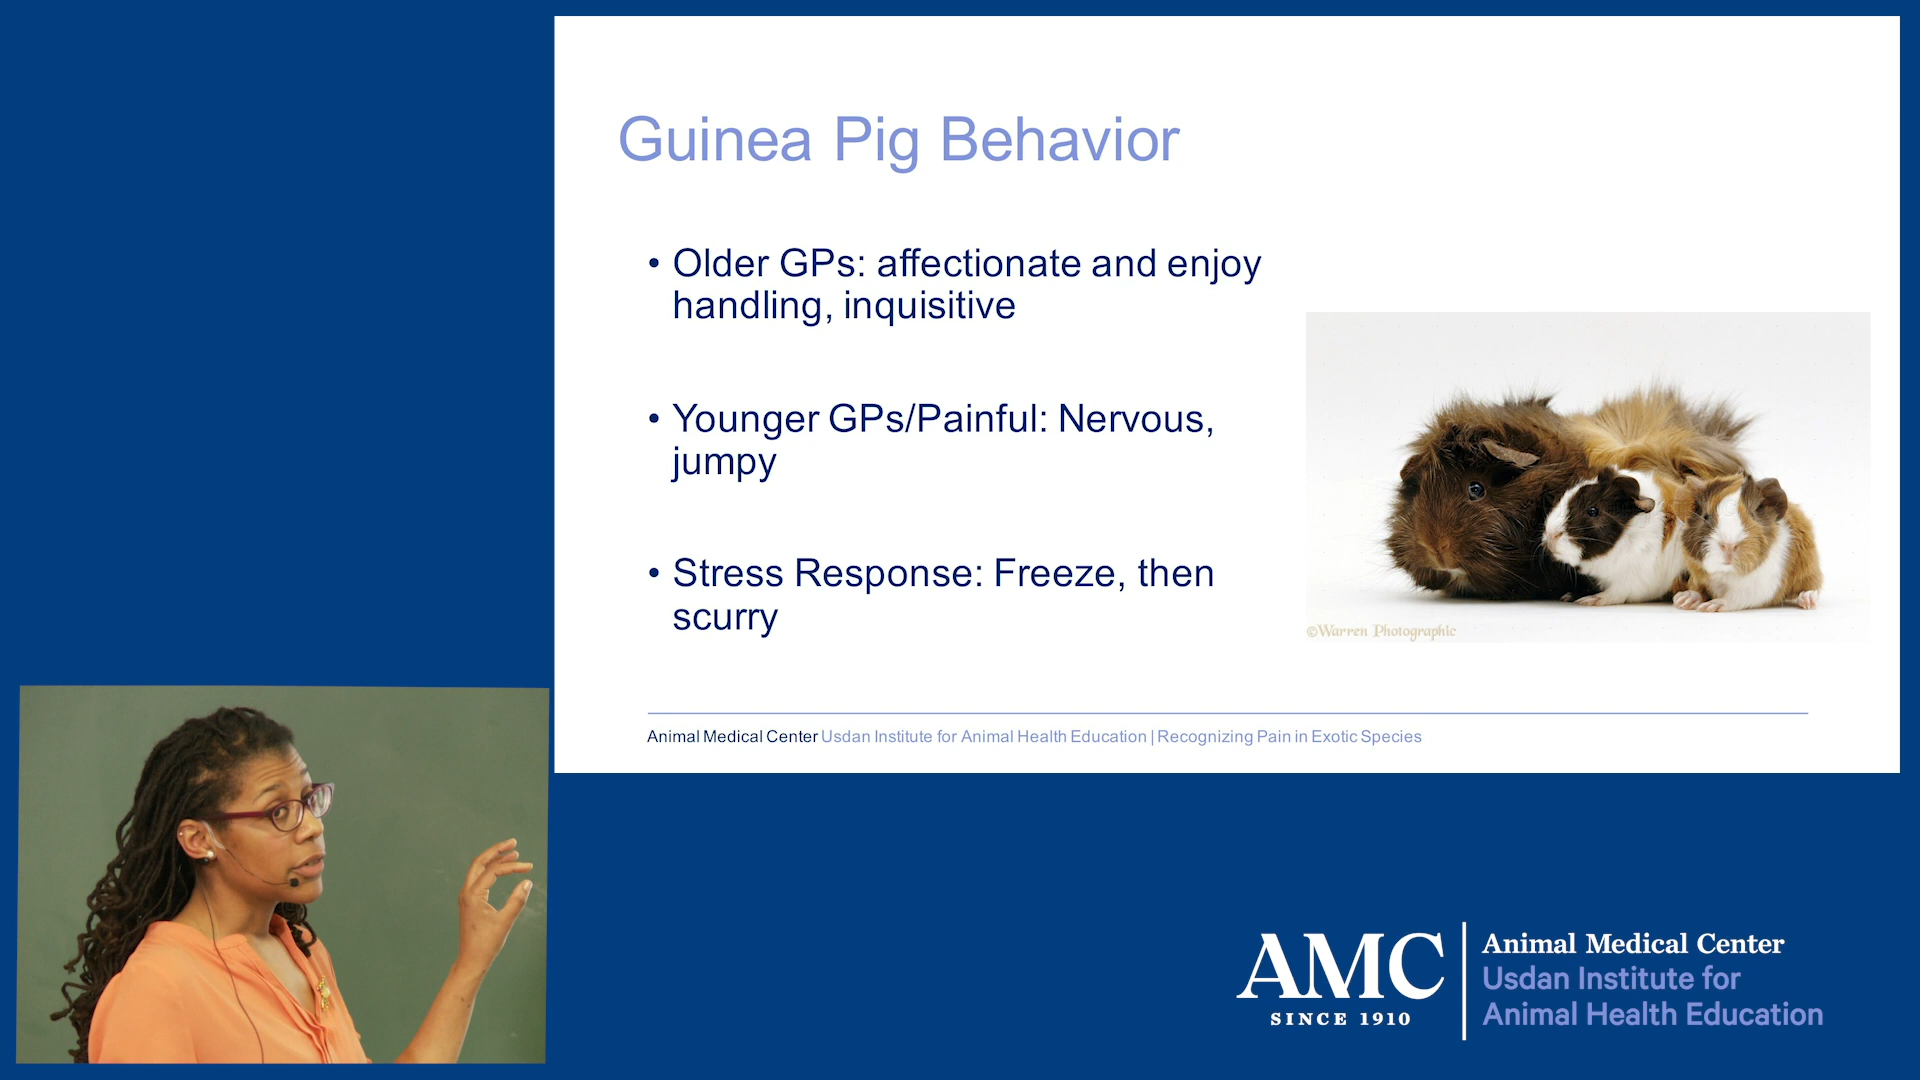 Guinea Pig Behavior
• Older GPs: affectionate and enjoy
handling, inquisitive
• Younger GPs/Painful: Nervous,
jumpy
• Stress Response: Freeze, then
scurry
©Warren Photographic
Animal Medical Center Usdan Institute for Animal Health Education | Recognizing Pain in Exotic Species
AMC
SINCE 1910
Animal Medical Center
Usdan Institute for
Animal Health Education